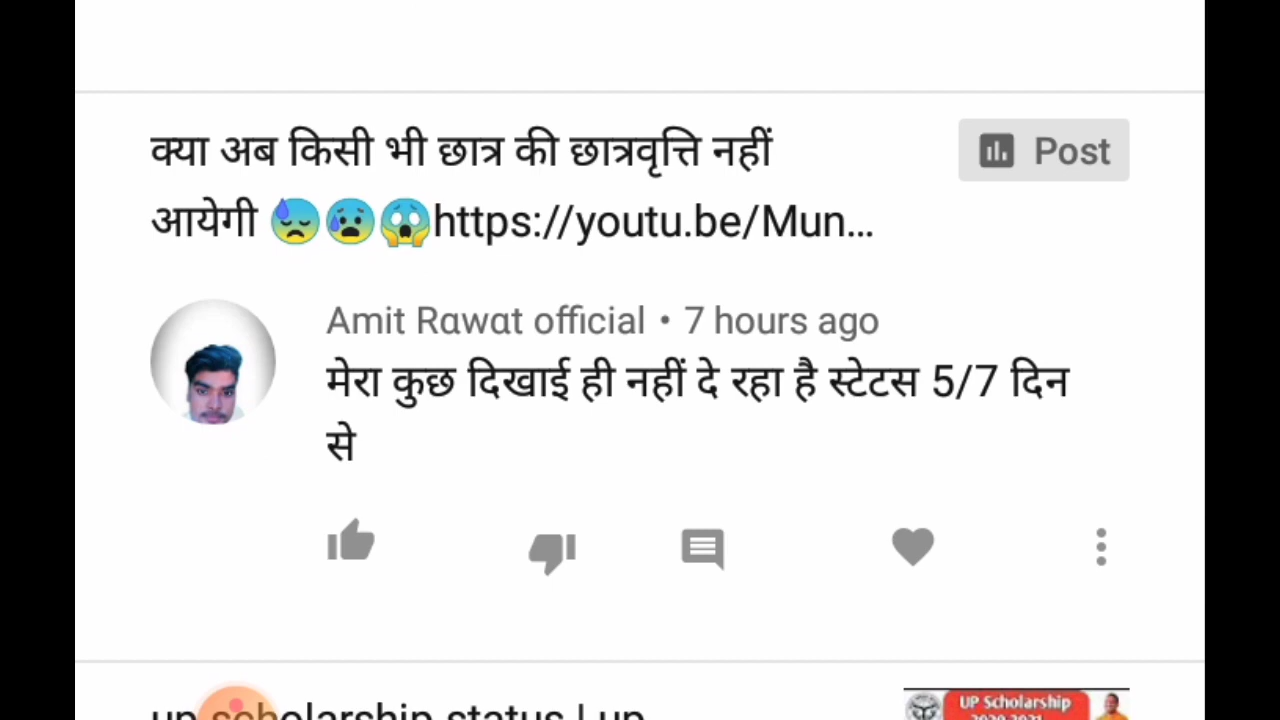 क्या अब किसी भी छात्र की छात्रवृत्ति नहीं
आयेगी 😓😰😱https://youtu.be/Mun...
Post
Amit Rawat official • 7 hours ago
मेरा कुछ दिखाई ही नहीं दे रहा है स्टेटस 5/7 दिन
से
up scholarship status | up
UP Scholarship
2020-2021